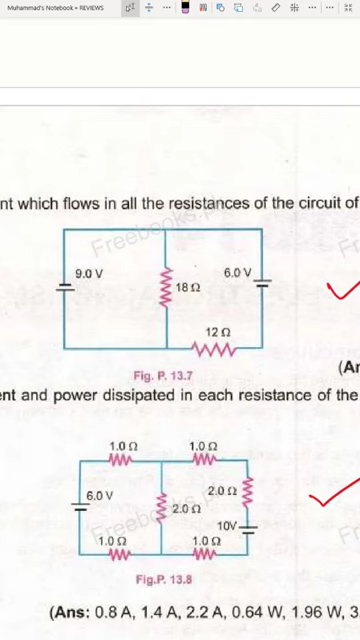 Muhammad's Notebook • REVIEWS
nt which flows in all the resistances of the circuit of
9.0 V
18 Ω
6.0 V
12 Ω
Fig. P. 13.7
(An
ent and power dissipated in each resistance of the
1.0 Ω
1.0 Ω
6.0 V
2.0 Ω
2.0 Ω
10V
1.0 Ω
1.0 Ω
Fig.P. 13.8
(Ans: 0.8 A, 1.4 A, 2.2 A, 0.64 W, 1.96 W, 3.